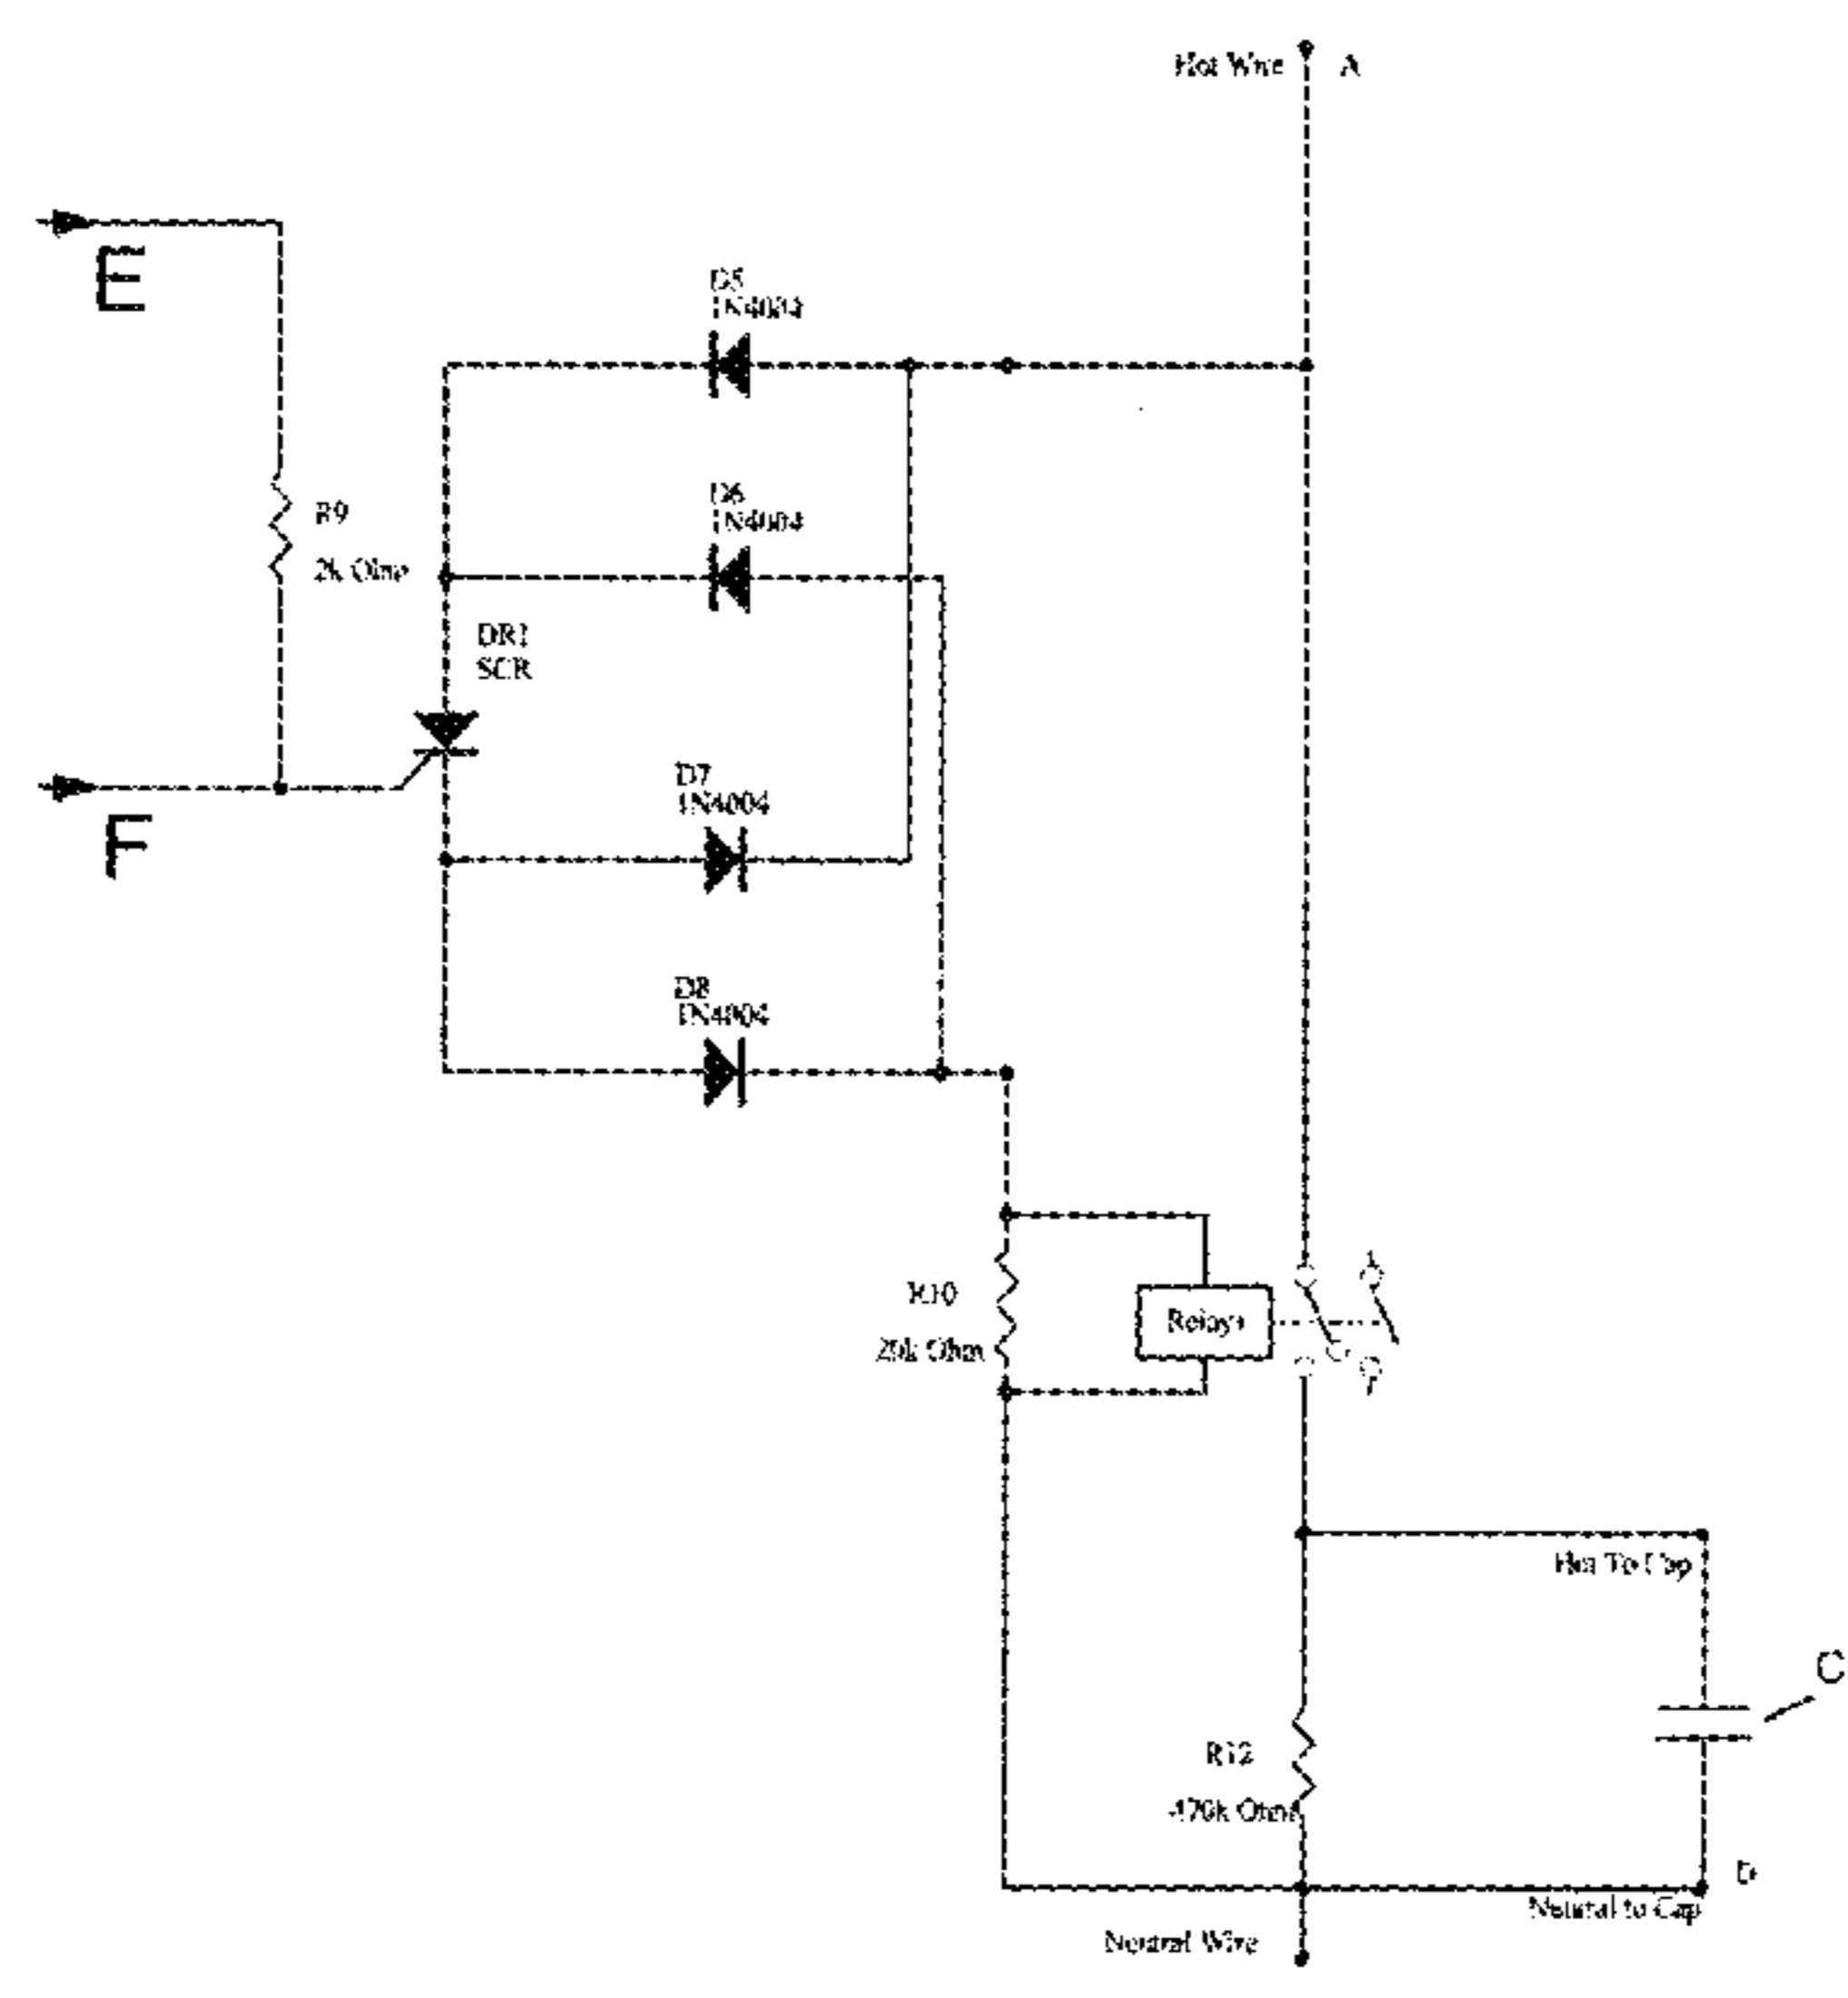 Hot Wire A
E
D5
1N4004
D6
1N4004
R9
2k Ohm
DR1
SCR
D7
1N4004
F
D8
1N4004
R10
20k Ohm
Relay1
Hot To Cap
C
R12
470k Ohm
b
Neutral to Cap
Neutral Wire